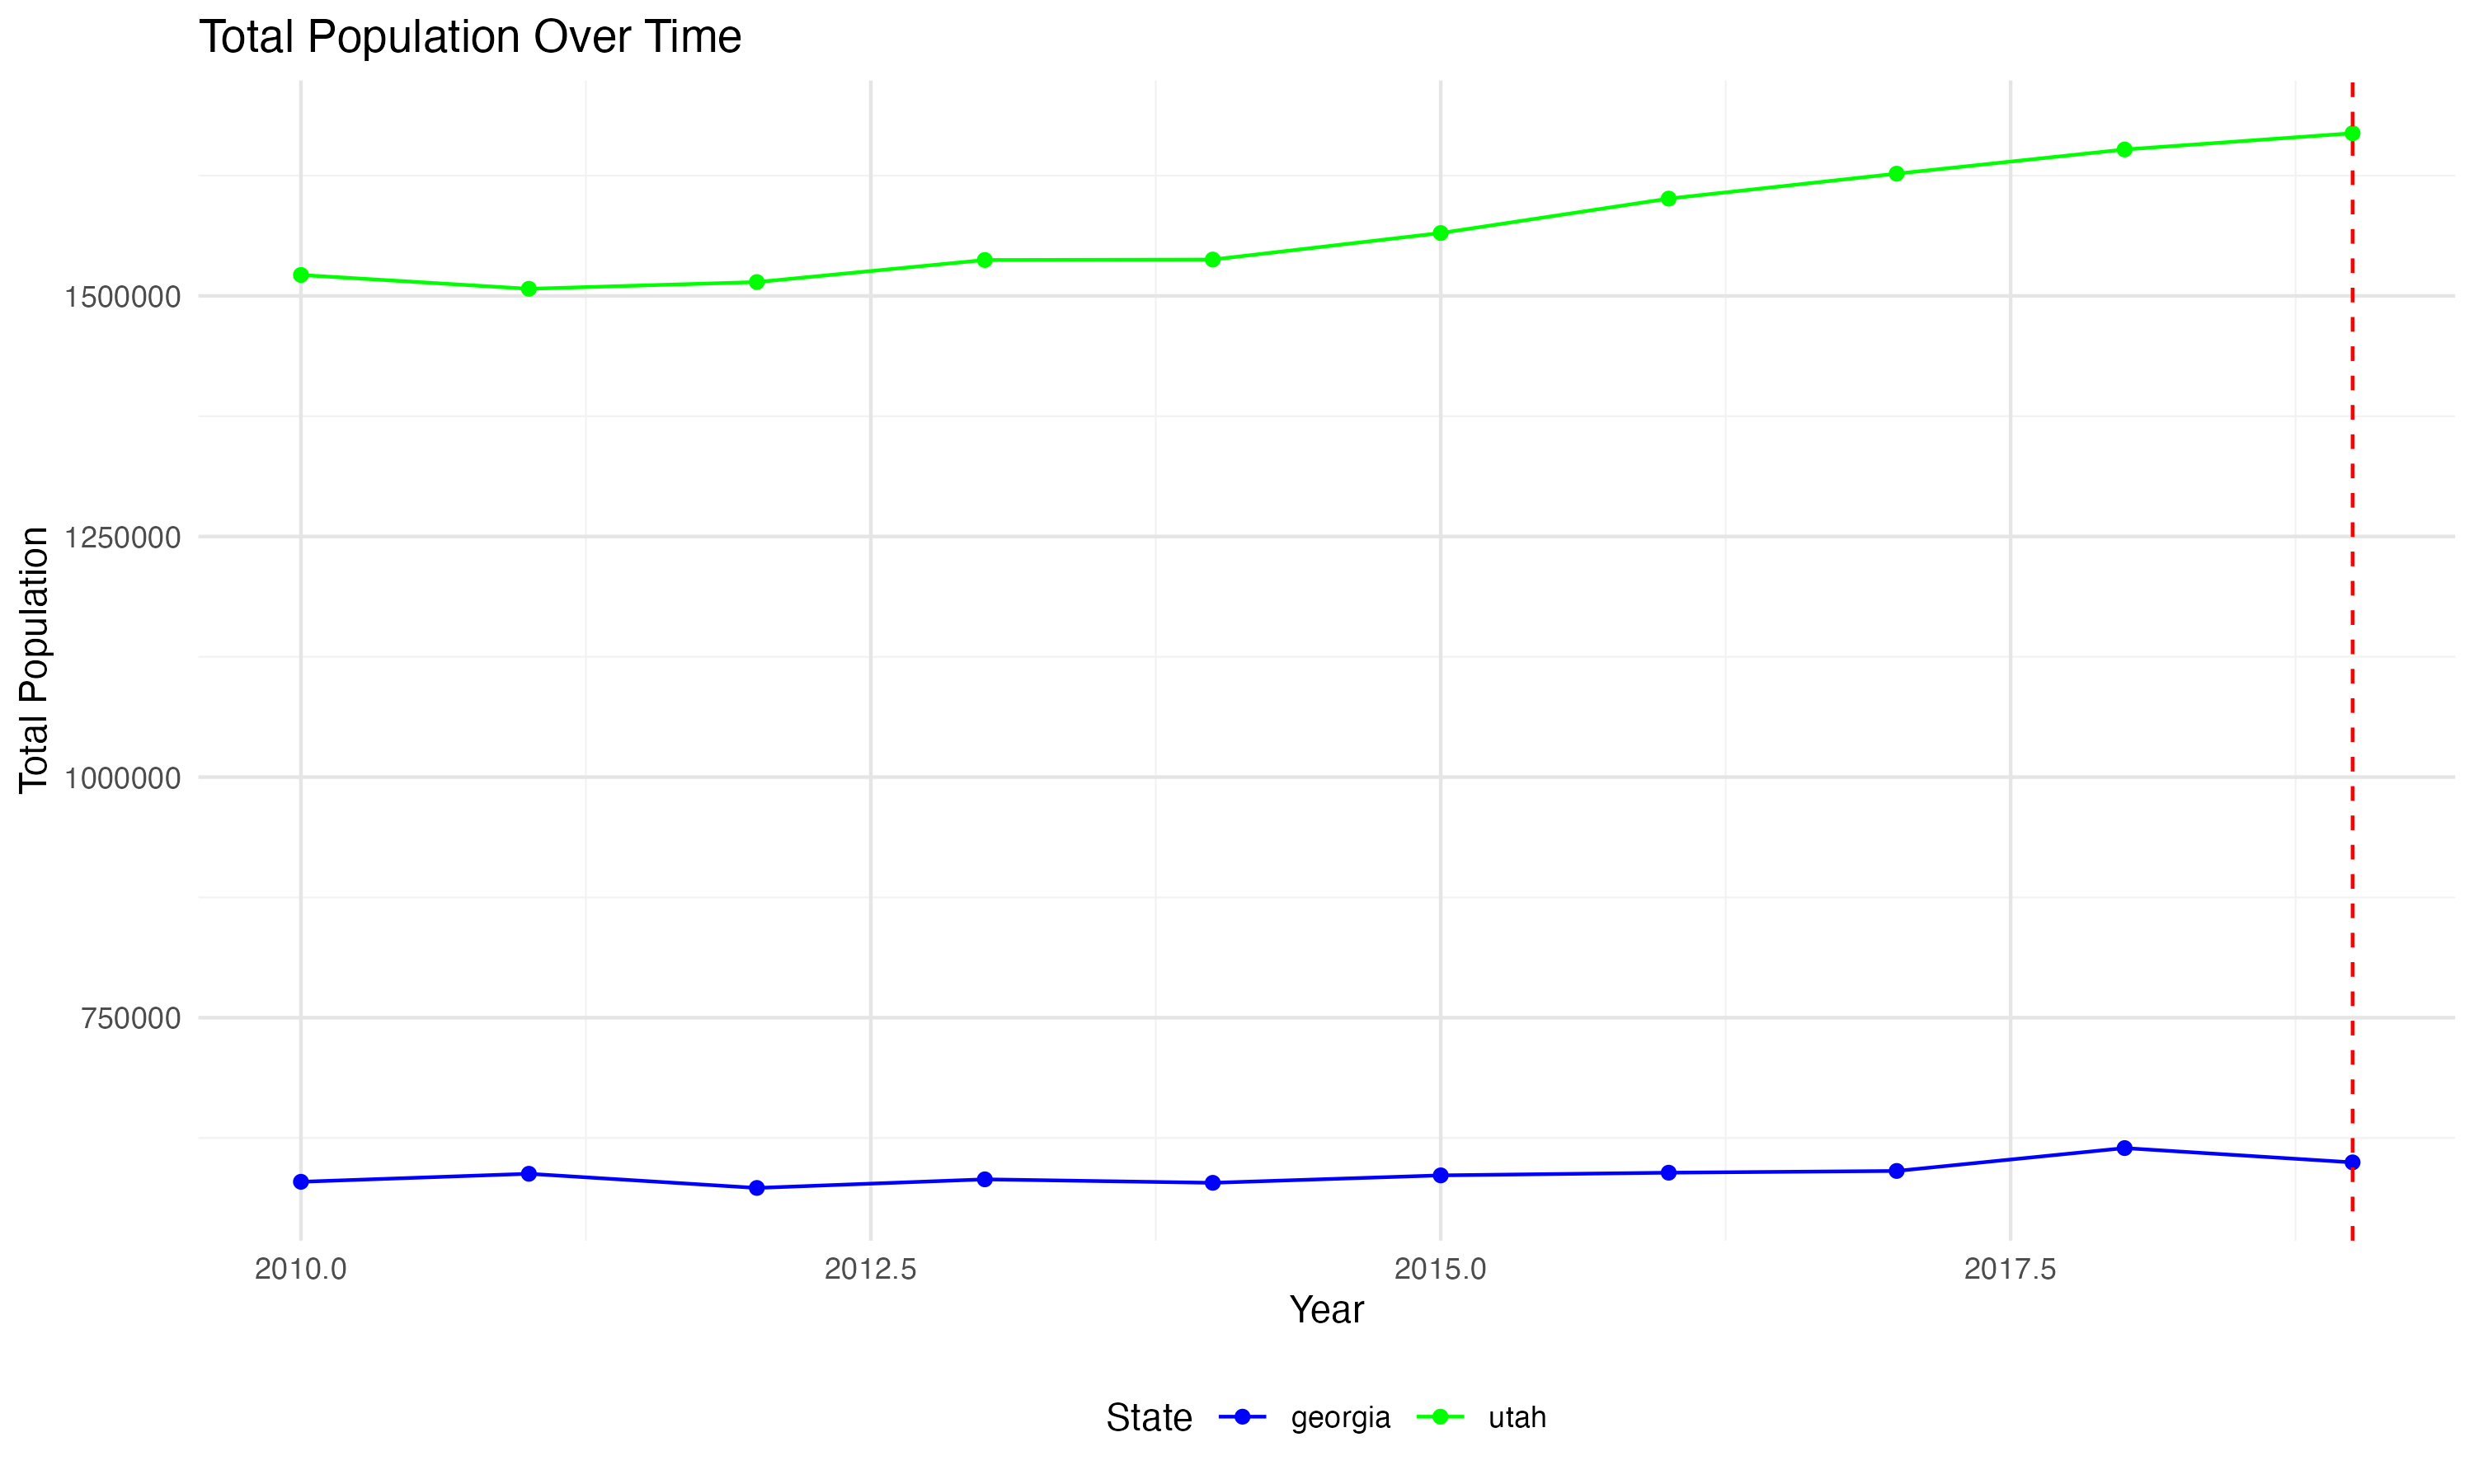 Total Population Over Time
Total Population
1500000
1250000
1000000
750000
2010.0 2012.5 2015.0 2017.5
Year
State georgia utah